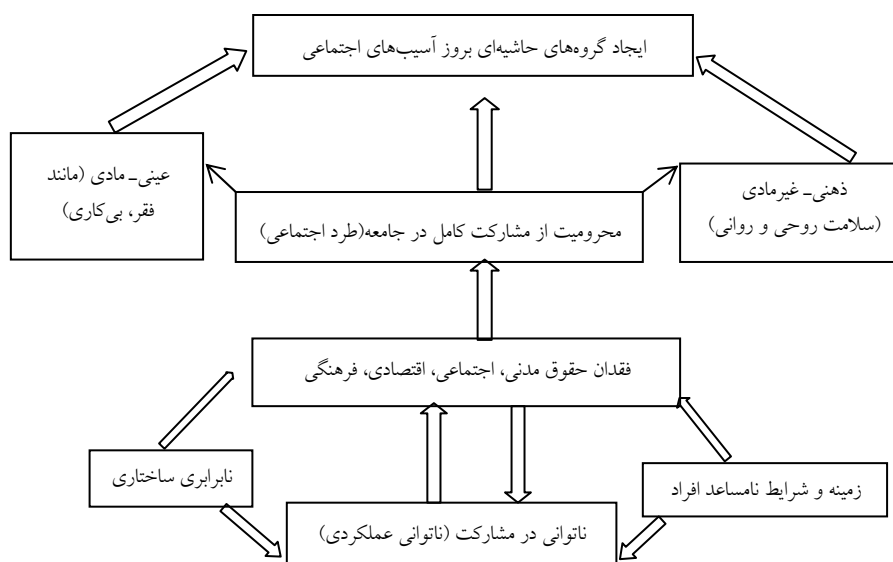 ایجاد گروه‌های حاشیه‌ای بروز آسیب‌های اجتماعی
ذهنی_ غیرمادی
(سلامت روحی و روانی)
عینی_ مادی (مانند
فقر، بی‌کاری)
محرومیت از مشارکت کامل در جامعه(طرد اجتماعی)
فقدان حقوق مدنی، اجتماعی، اقتصادی، فرهنگی
زمینه و شرایط نامساعد افراد
نابرابری ساختاری
ناتوانی در مشارکت (ناتوانی عملکردی)